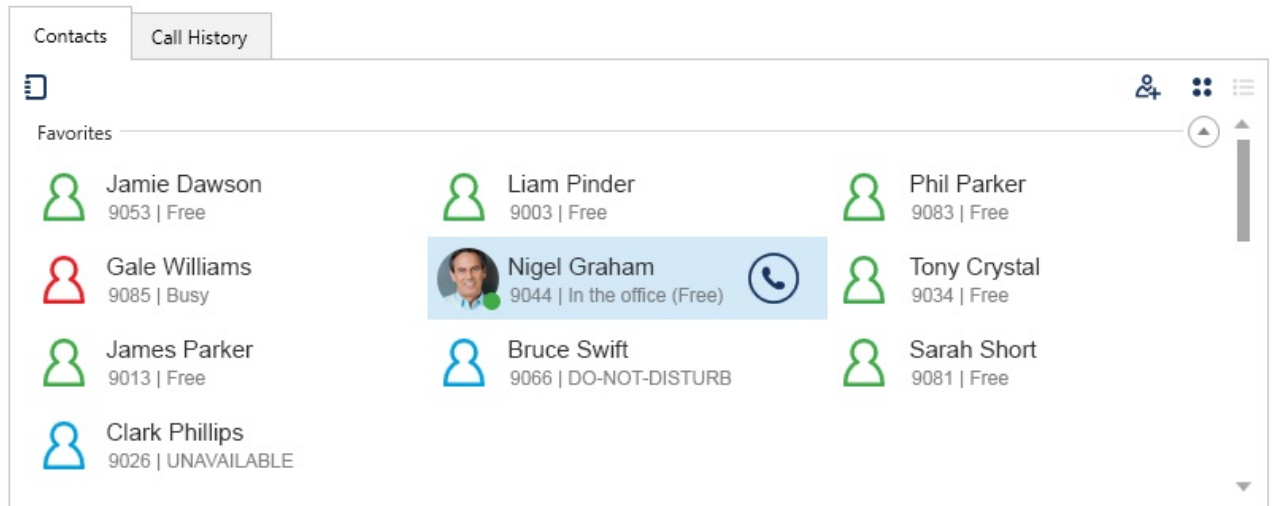 Contacts
Call History
Favorites
Jamie Dawson
9053 | Free
Liam Pinder
9003 | Free
Phil Parker
9083 | Free
Gale Williams
9085 | Busy
Nigel Graham
9044 | In the office (Free)
Tony Crystal
9034 | Free
James Parker
9013 | Free
Bruce Swift
9066 | DO-NOT-DISTURB
Sarah Short
9081 | Free
Clark Phillips
9026 | UNAVAILABLE